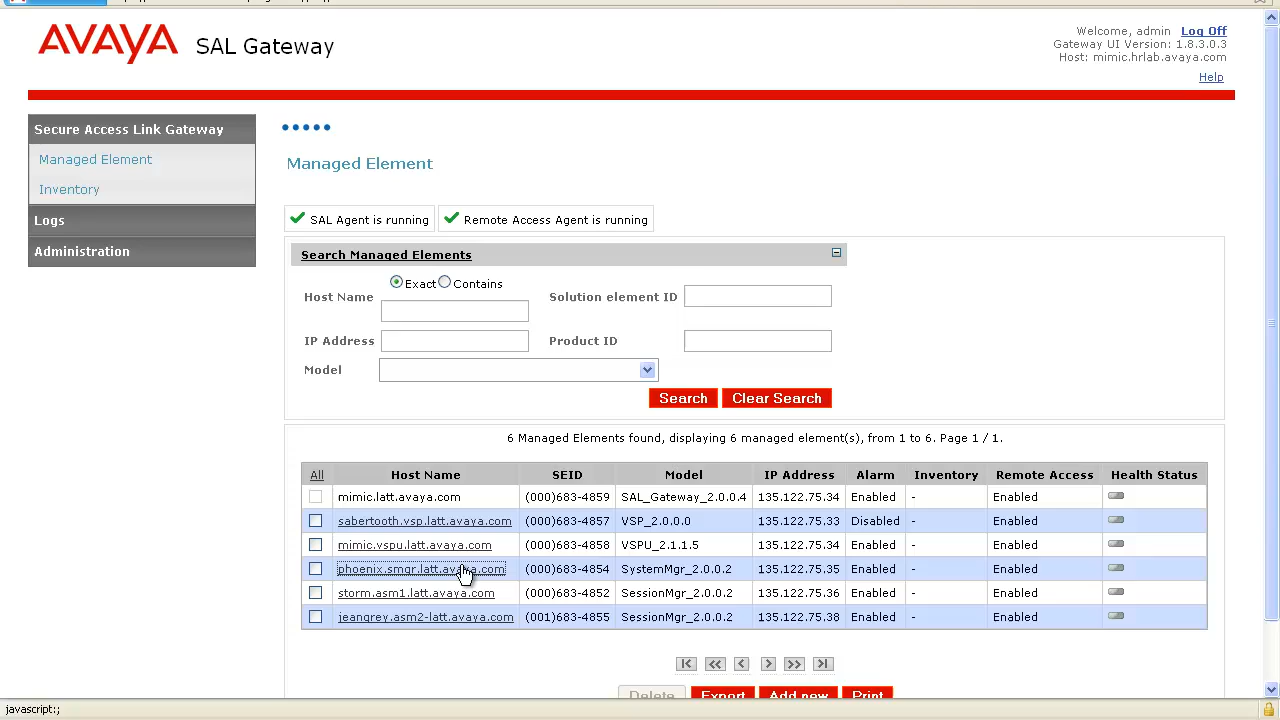 AVAYA SAL Gateway
Welcome, admin Log Off
Gateway UI Version: 1.8.3.0.3
Host: mimic.hrlab.avaya.com
Help
Secure Access Link Gateway
Managed Element
Inventory
Logs
Administration
Managed Element
SAL Agent is running Remote Access Agent is running
Search Managed Elements
Exact Contains
Host Name Solution element ID
IP Address Product ID
Model
Search Clear Search
6 Managed Elements found, displaying 6 managed element(s), from 1 to 6. Page 1 / 1.
All Host Name SEID Model IP Address Alarm Inventory Remote Access Health Status
mimic.latt.avaya.com (000)683-4859 SAL_Gateway_2.0.0.4 135.122.75.34 Enabled - Enabled
sabertooth.vsp.latt.avaya.com (000)683-4857 VSP_2.0.0.0 135.122.75.33 Disabled - Enabled
mimic.vspu.latt.avaya.com (000)683-4858 VSPU_2.1.1.5 135.122.75.34 Enabled - Enabled
phoenix.smgr.latt.avaya.com (000)683-4854 SystemMgr_2.0.0.2 135.122.75.35 Enabled - Enabled
storm.asm1.latt.avaya.com (000)683-4852 SessionMgr_2.0.0.2 135.122.75.36 Enabled - Enabled
jeangrey.asm2-latt.avaya.com (001)683-4855 SessionMgr_2.0.0.2 135.122.75.38 Enabled - Enabled
Delete Export Add new Print
javascript:;